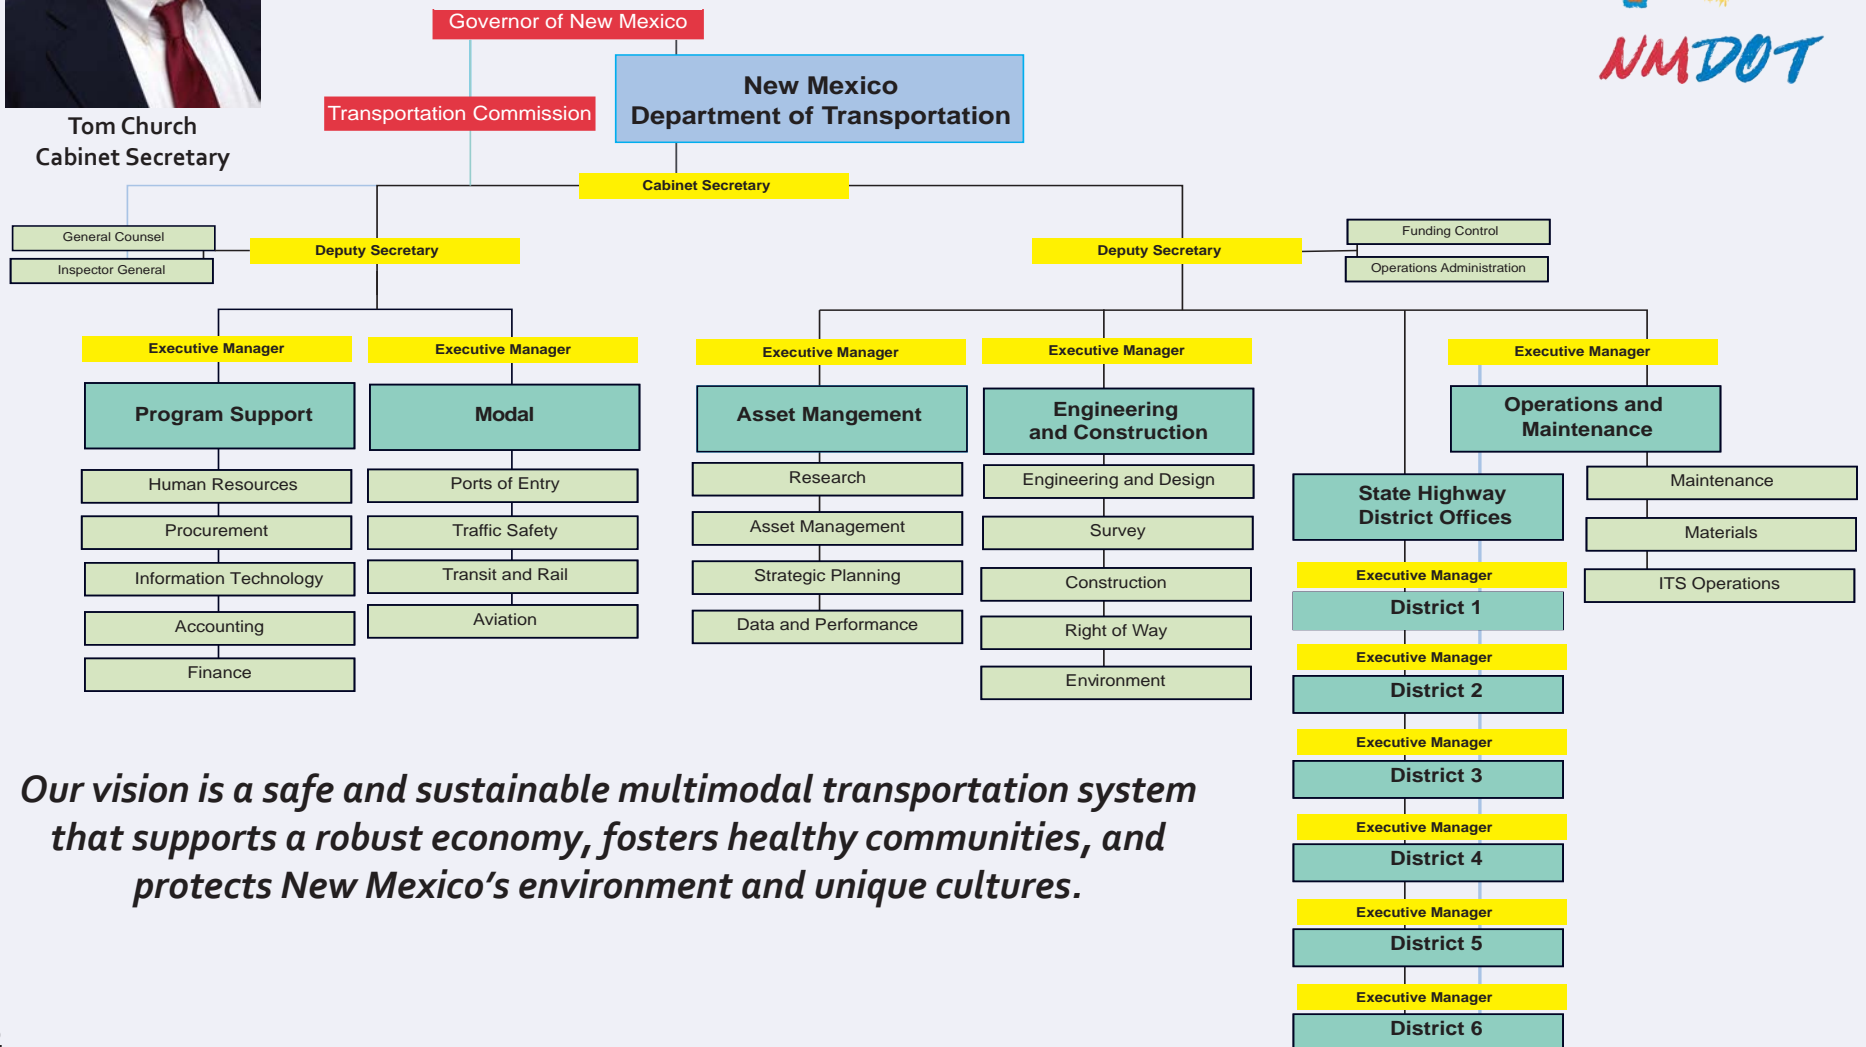 Governor of New Mexico
NMDOT
New Mexico
Department of Transportation
Transportation Commission
Tom Church
Cabinet Secretary
Cabinet Secretary
General Counsel
Inspector General
Deputy Secretary
Deputy Secretary
Funding Control
Operations Administration
Executive Manager
Program Support
Human Resources
Procurement
Information Technology
Accounting
Finance
Executive Manager
Modal
Ports of Entry
Traffic Safety
Transit and Rail
Aviation
Executive Manager
Asset Mangement
Research
Asset Management
Strategic Planning
Data and Performance
Executive Manager
Engineering
and Construction
Engineering and Design
Survey
Construction
Right of Way
Environment
State Highway
District Offices
Executive Manager
District 1
Executive Manager
District 2
Executive Manager
District 3
Executive Manager
District 4
Executive Manager
District 5
Executive Manager
District 6
Executive Manager
Operations and
Maintenance
Maintenance
Materials
ITS Operations
Our vision is a safe and sustainable multimodal transportation system
that supports a robust economy, fosters healthy communities, and
protects New Mexico’s environment and unique cultures.